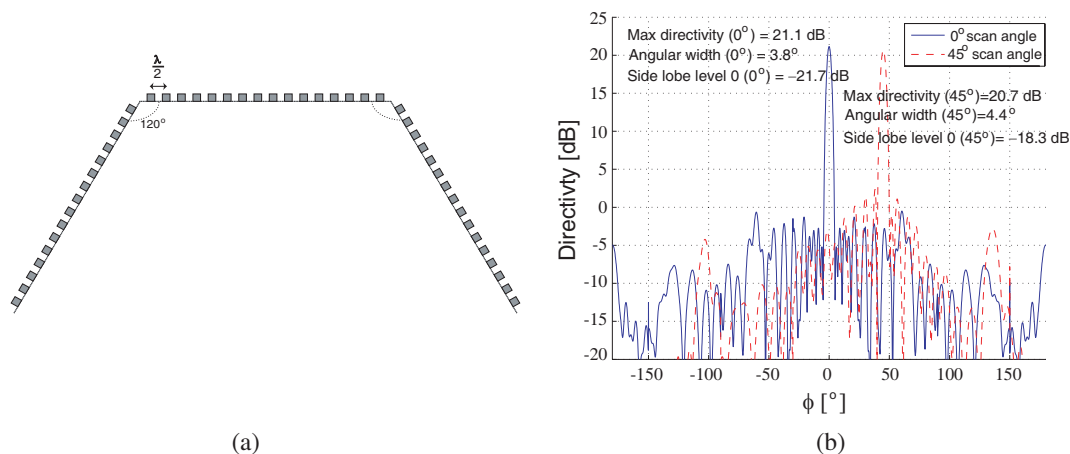 λ
2
120°
(a)
25
20
15
10
5
0
-5
-10
-15
-20
Directivty [dB]
Max directivity (0°) = 21.1 dB
Angular width (0°) = 3.8°
Side lobe level 0 (0°) = −21.7 dB
0° scan angle
45° scan angle
Max directivity (45°)=20.7 dB
Angular width (45°)=4.4°
Side lobe level 0 (45°)= −18.3 dB
-150 -100 -50 0 50 100 150
ϕ [°]
(b)